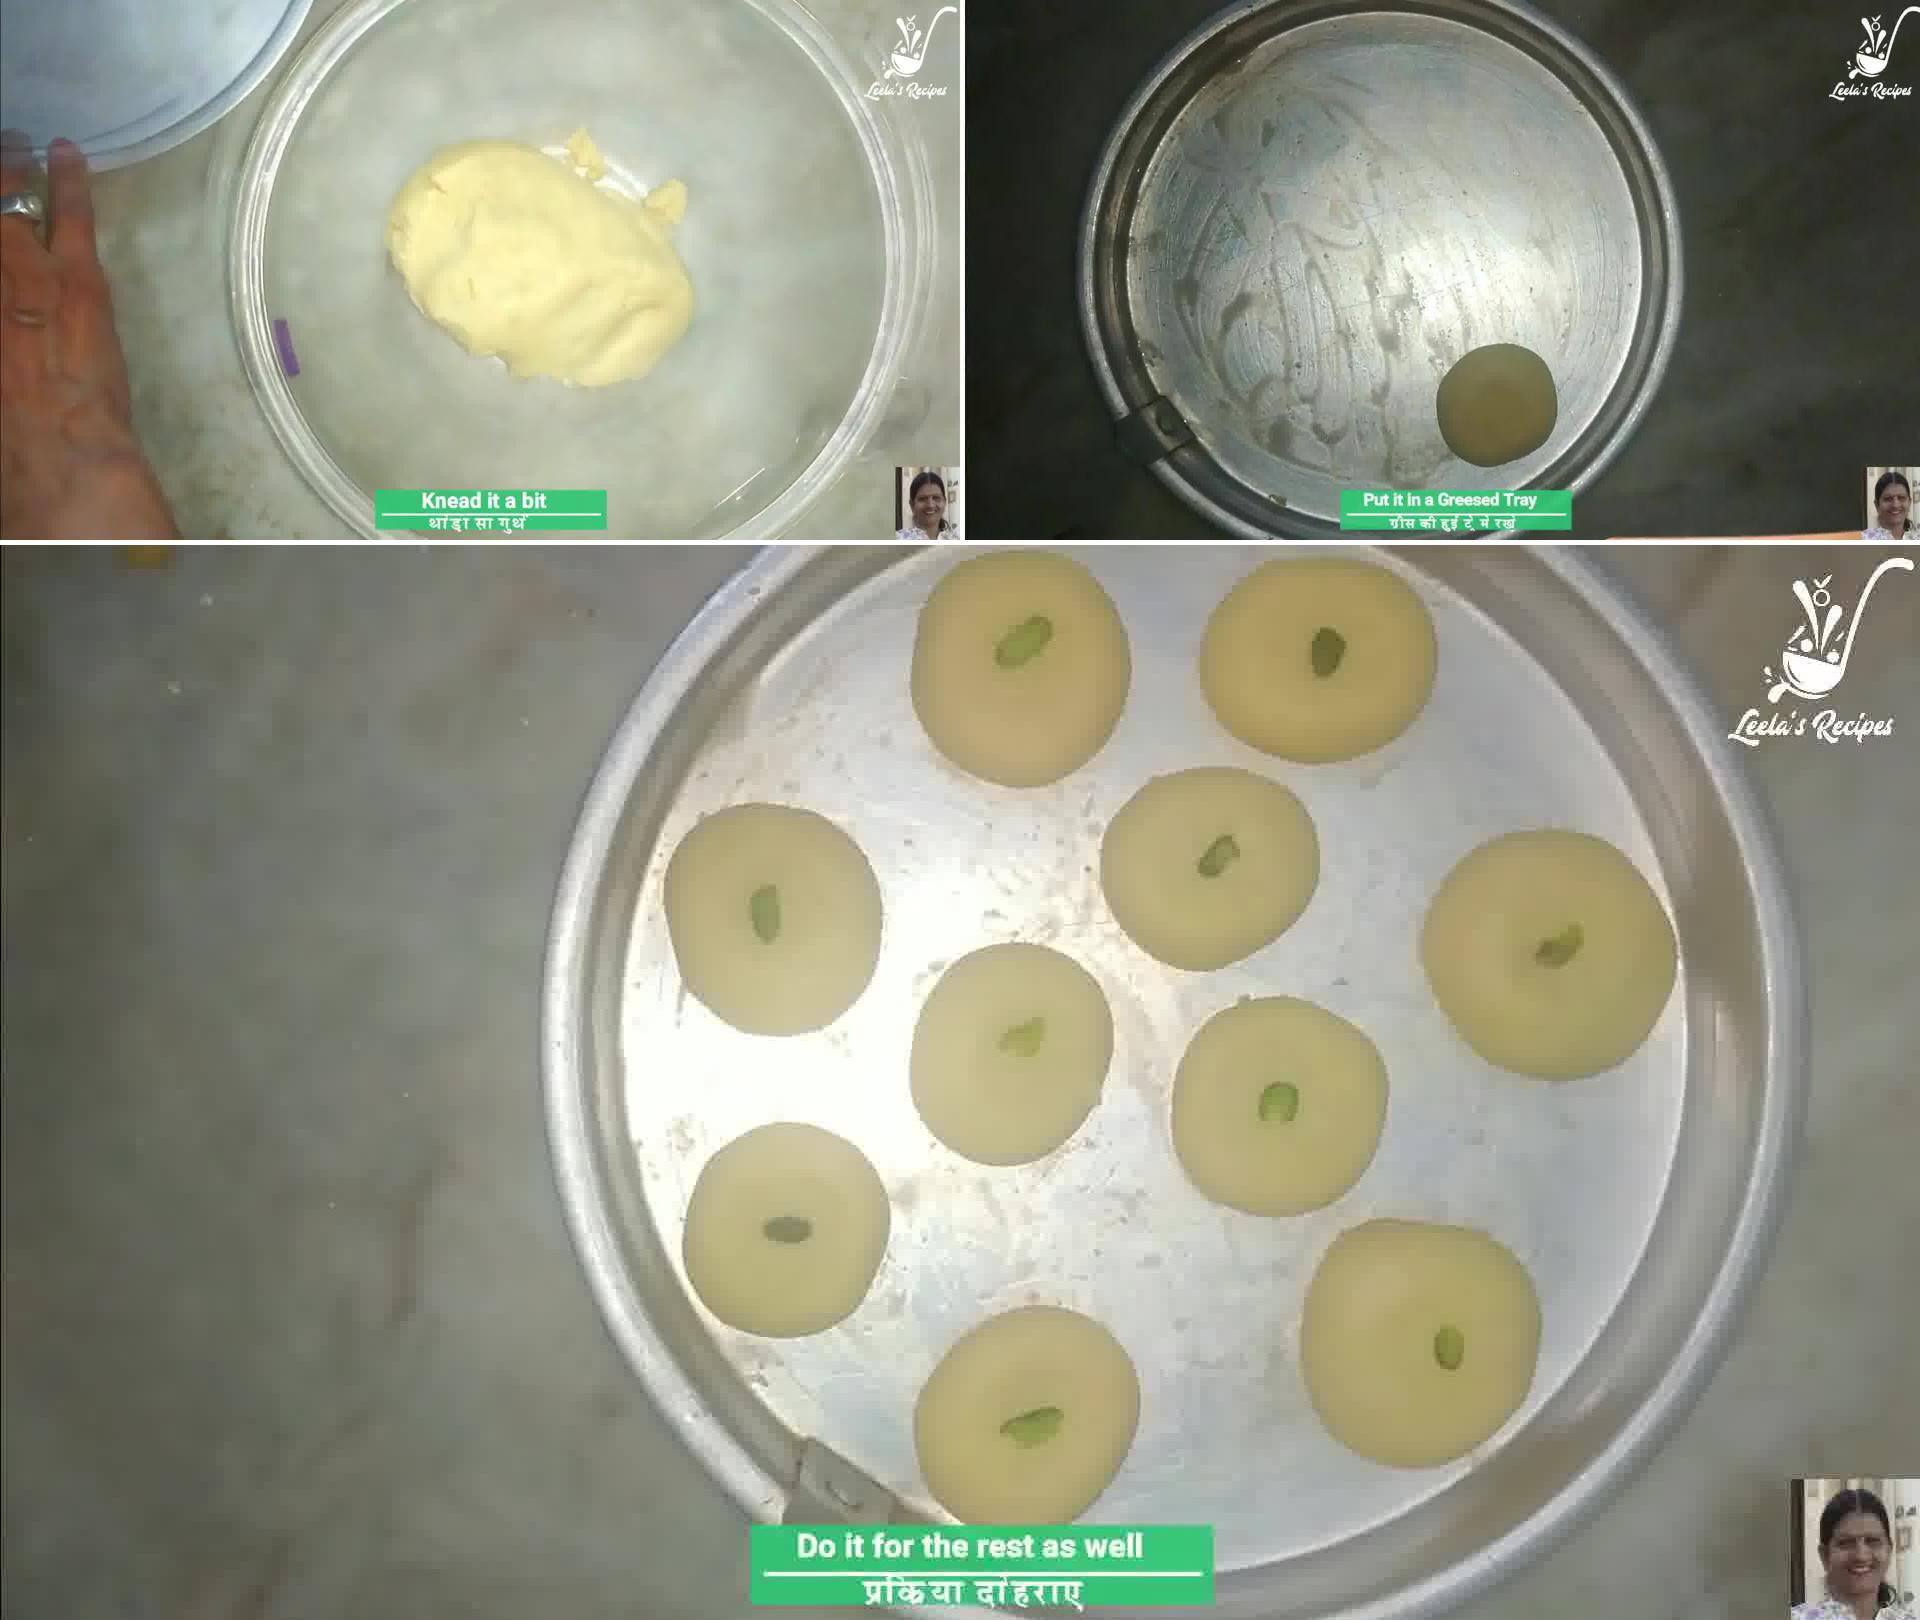 Leela's Recipes
Knead it a bit
थोड़ा सा गुथें
Leela's Recipes
Put it in a Greesed Tray
ग्रीस की हुई ट्रे में रखें
Leela's Recipes
Do it for the rest as well
प्रक्रिया दोहराए